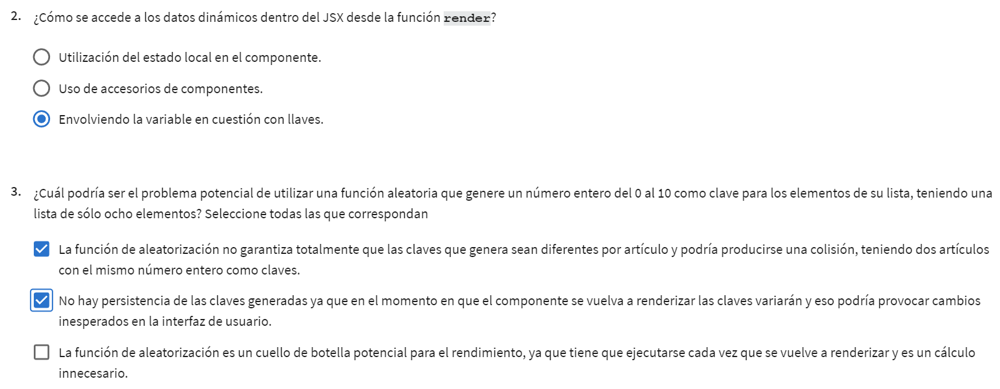 2. ¿Cómo se accede a los datos dinámicos dentro del JSX desde la función render?
Utilización del estado local en el componente.
Uso de accesorios de componentes.
Envolviendo la variable en cuestión con llaves.
3. ¿Cuál podría ser el problema potencial de utilizar una función aleatoria que genere un número entero del 0 al 10 como clave para los elementos de su lista, teniendo una
lista de sólo ocho elementos? Seleccione todas las que correspondan
La función de aleatorización no garantiza totalmente que las claves que genera sean diferentes por artículo y podría producirse una colisión, teniendo dos artículos
con el mismo número entero como claves.
No hay persistencia de las claves generadas ya que en el momento en que el componente se vuelva a renderizar las claves variarán y eso podría provocar cambios
inesperados en la interfaz de usuario.
La función de aleatorización es un cuello de botella potencial para el rendimiento, ya que tiene que ejecutarse cada vez que se vuelve a renderizar y es un cálculo
innecesario.